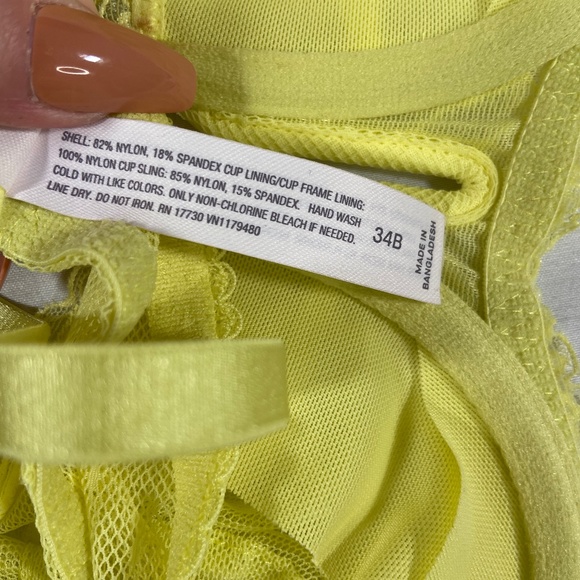 SHELL: 82% NYLON, 18% SPANDEX CUP LINING/CUP FRAME LINING:
100% NYLON CUP SLING: 85% NYLON, 15% SPANDEX. HAND WASH
COLD WITH LIKE COLORS. ONLY NON-CHLORINE BLEACH IF NEEDED.
LINE DRY. DO NOT IRON. RN 17730 VN1179480
34B
MADE IN
BANGLADESH